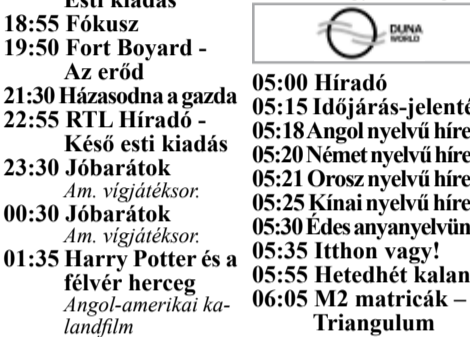 Esti kiadás
18:55 Fókusz
19:50 Fort Boyard -
Az erőd
21:30 Házasodna a gazda
22:55 RTL Híradó -
Késő esti kiadás
23:30 Jóbarátok
Am. vígjátéksor.
00:30 Jóbarátok
Am. vígjátéksor.
01:35 Harry Potter és a
félvér herceg
Angol-amerikai ka-
landfilm
DUNA
WORLD
05:00 Híradó
05:15 Időjárás-jelenté
05:18 Angol nyelvű híre
05:20 Német nyelvű híre
05:21 Orosz nyelvű híre
05:25 Kínai nyelvű híre
05:30 Édes anyanyelvün
05:35 Itthon vagy!
05:55 Hetedhét kalan
06:05 M2 matricák –
Triangulum